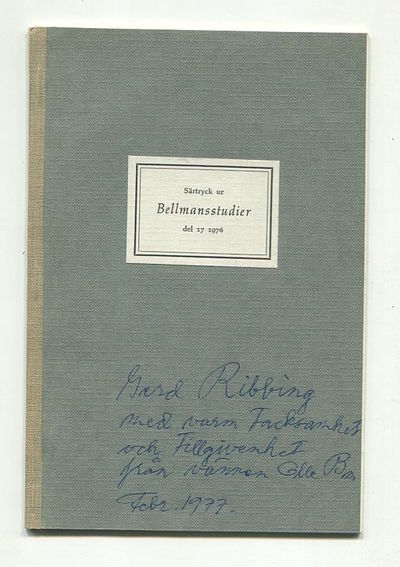 Särtryck ur
Bellmansstudier
del 17 1976
Gerd Ribbing
med varm Tacksamhet
och Tillgivenhet
från vännen Olle
Febr. 1977.